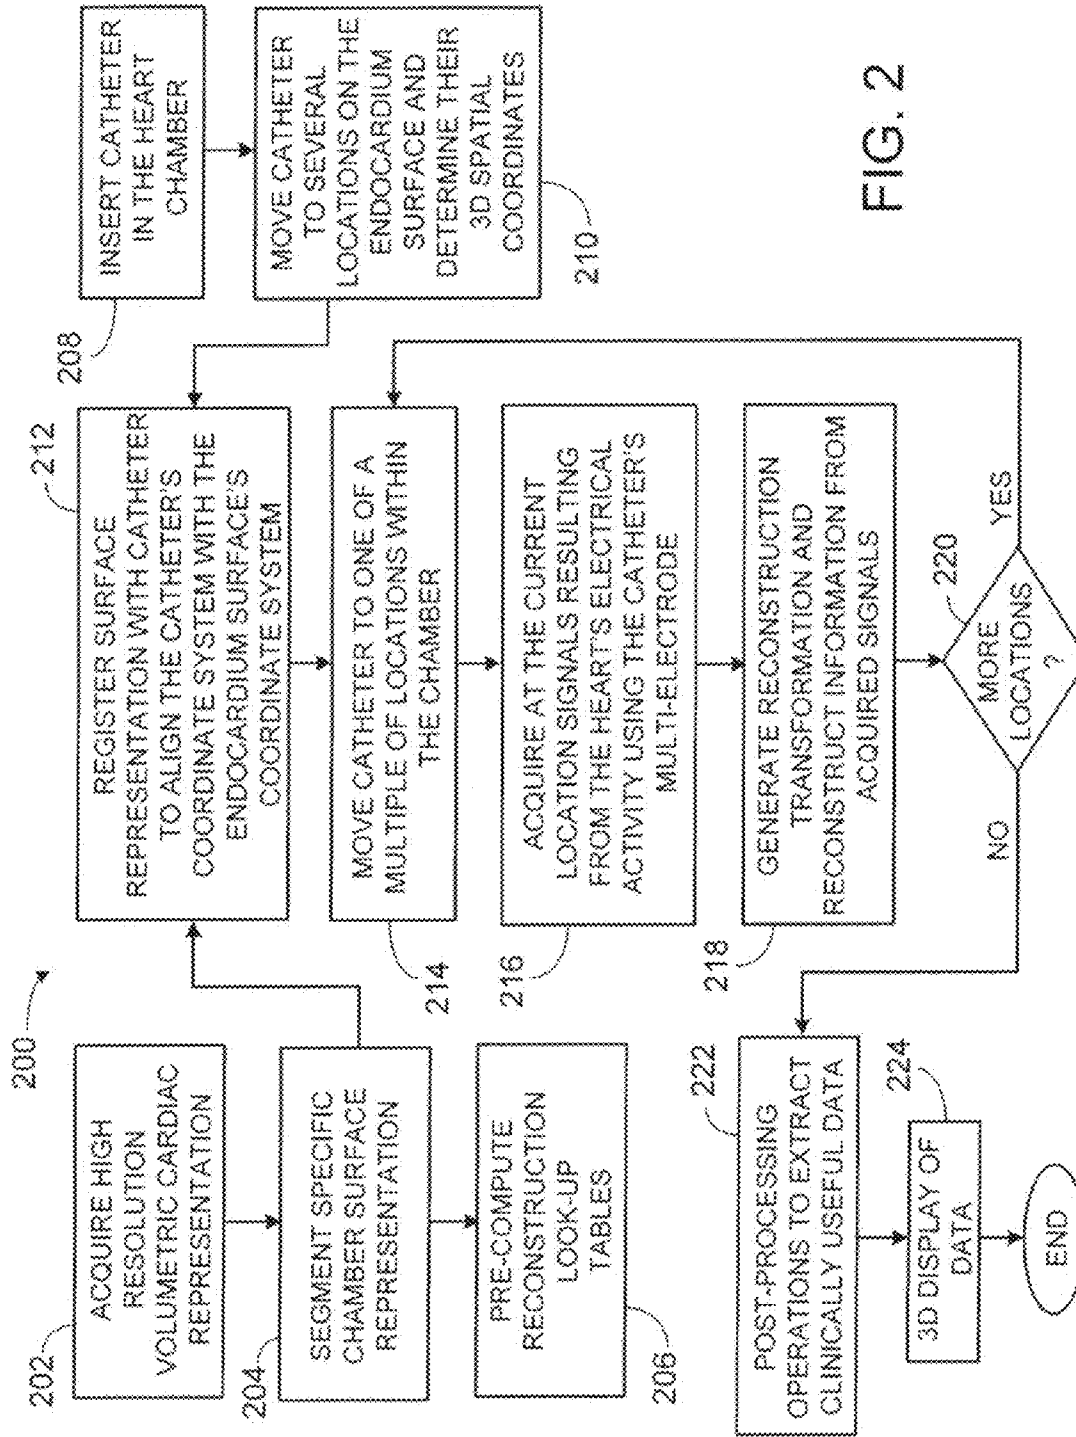 200
202
ACQUIRE HIGH
RESOLUTION
VOLUMETRIC CARDIAC
REPRESENTATION
204
SEGMENT SPECIFIC
CHAMBER SURFACE
REPRESENTATION
PRE-COMPUTE
RECONSTRUCTION
LOOK-UP
TABLES
206
208
INSERT CATHETER
IN THE HEART
CHAMBER
MOVE CATHETER
TO SEVERAL
LOCATIONS ON THE
ENDOCARDIUM
SURFACE AND
DETERMINE THEIR
3D SPATIAL
COORDINATES
210
212
REGISTER SURFACE
REPRESENTATION WITH CATHETER
TO ALIGN THE CATHETER'S
COORDINATE SYSTEM WITH THE
ENDOCARDIUM SURFACE'S
COORDINATE SYSTEM
MOVE CATHETER TO ONE OF A
MULTIPLE OF LOCATIONS WITHIN
THE CHAMBER
214
ACQUIRE AT THE CURRENT
LOCATION SIGNALS RESULTING
FROM THE HEART'S ELECTRICAL
ACTIVITY USING THE CATHETER'S
MULTI-ELECTRODE
216
GENERATE RECONSTRUCTION
TRANSFORMATION AND
RECONSTRUCT INFORMATION FROM
ACQUIRED SIGNALS
218
220
MORE
LOCATIONS
?
YES
NO
222
POST-PROCESSING
OPERATIONS TO EXTRACT
CLINICALLY USEFUL DATA
224
3D DISPLAY OF
DATA
END
FIG. 2